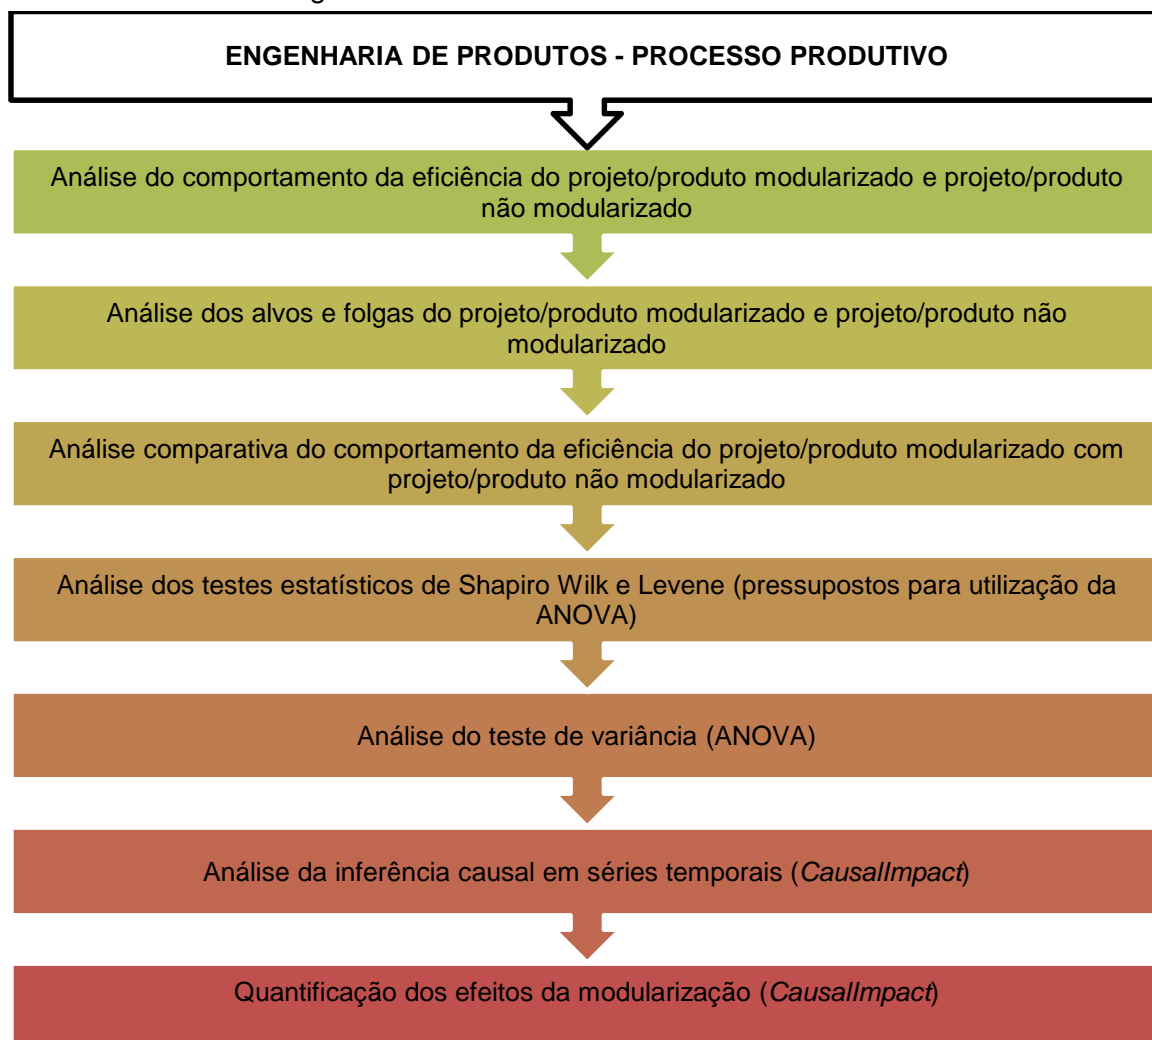 ENGENHARIA DE PRODUTOS - PROCESSO PRODUTIVO
Análise do comportamento da eficiência do projeto/produto modularizado e projeto/produto
não modularizado
Análise dos alvos e folgas do projeto/produto modularizado e projeto/produto não
modularizado
Análise comparativa do comportamento da eficiência do projeto/produto modularizado com
projeto/produto não modularizado
Análise dos testes estatísticos de Shapiro Wilk e Levene (pressupostos para utilização da
ANOVA)
Análise do teste de variância (ANOVA)
Análise da inferência causal em séries temporais (CausalImpact)
Quantificação dos efeitos da modularização (CausalImpact)